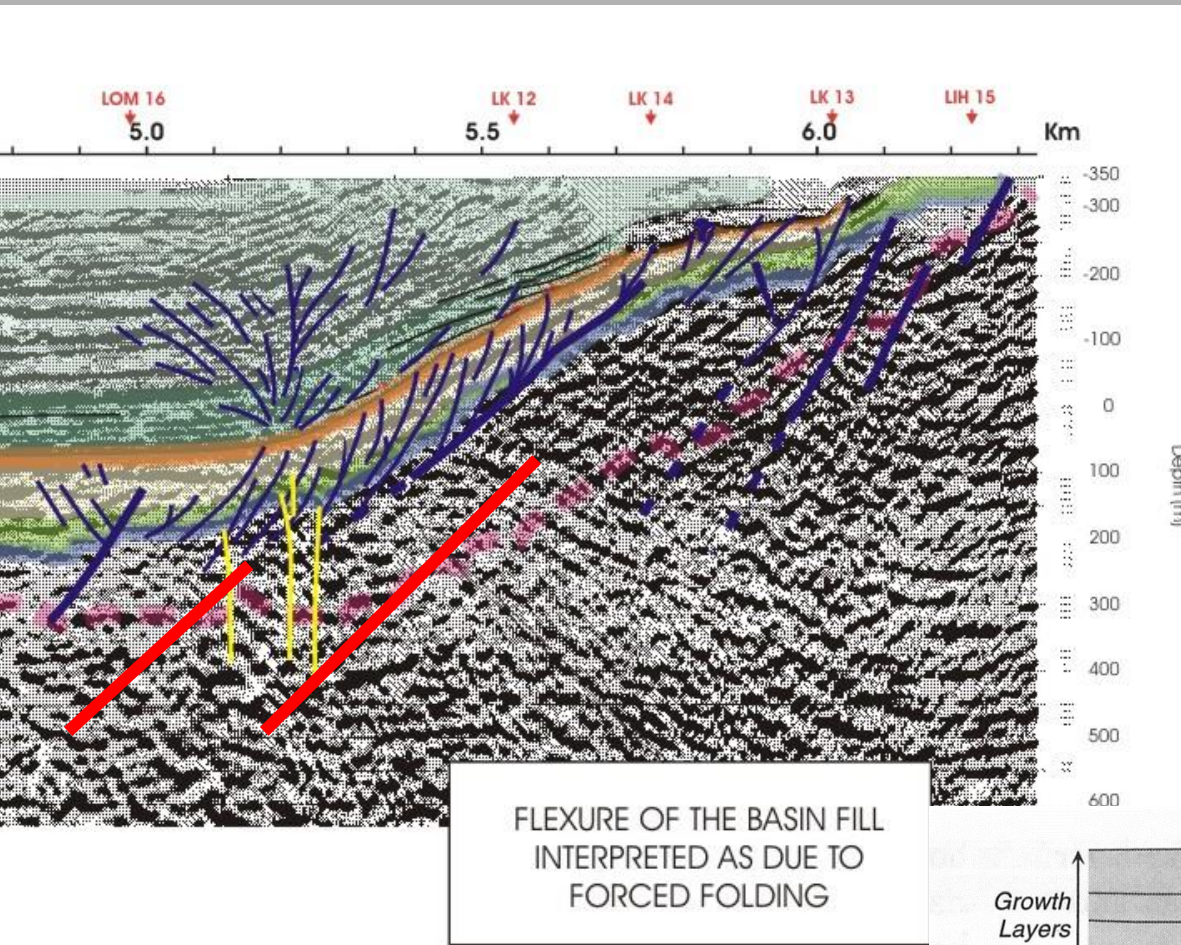 LOM 16 LK 12 LK 14 LK 13 LIH 15
5.0 5.5 6.0 Km
-350
-300
-200
-100
0
100
200
300
400
500
600
FLEXURE OF THE BASIN FILL
INTERPRETED AS DUE TO
FORCED FOLDING
Growth
Layers